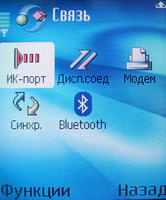 Связь
ИК-порт Дисп.соед Модем
Синхр. Bluetooth
Функции Назад